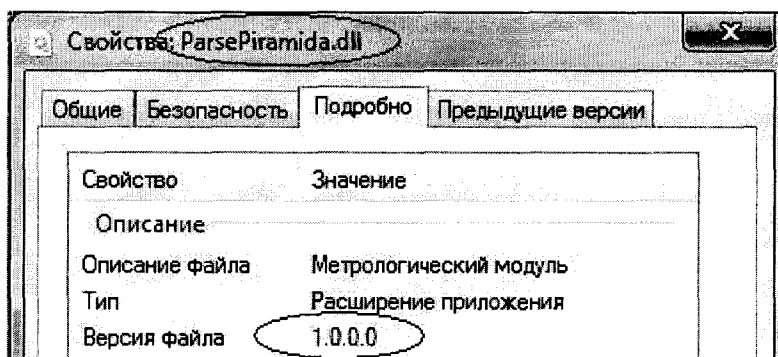 Свойства: ParsePiramida.dll
Общие Безопасность Подробно Предыдущие версии
Свойство Значение
Описание
Описание файла Метрологический модуль
Тип Расширение приложения
Версия файла 1.0.0.0